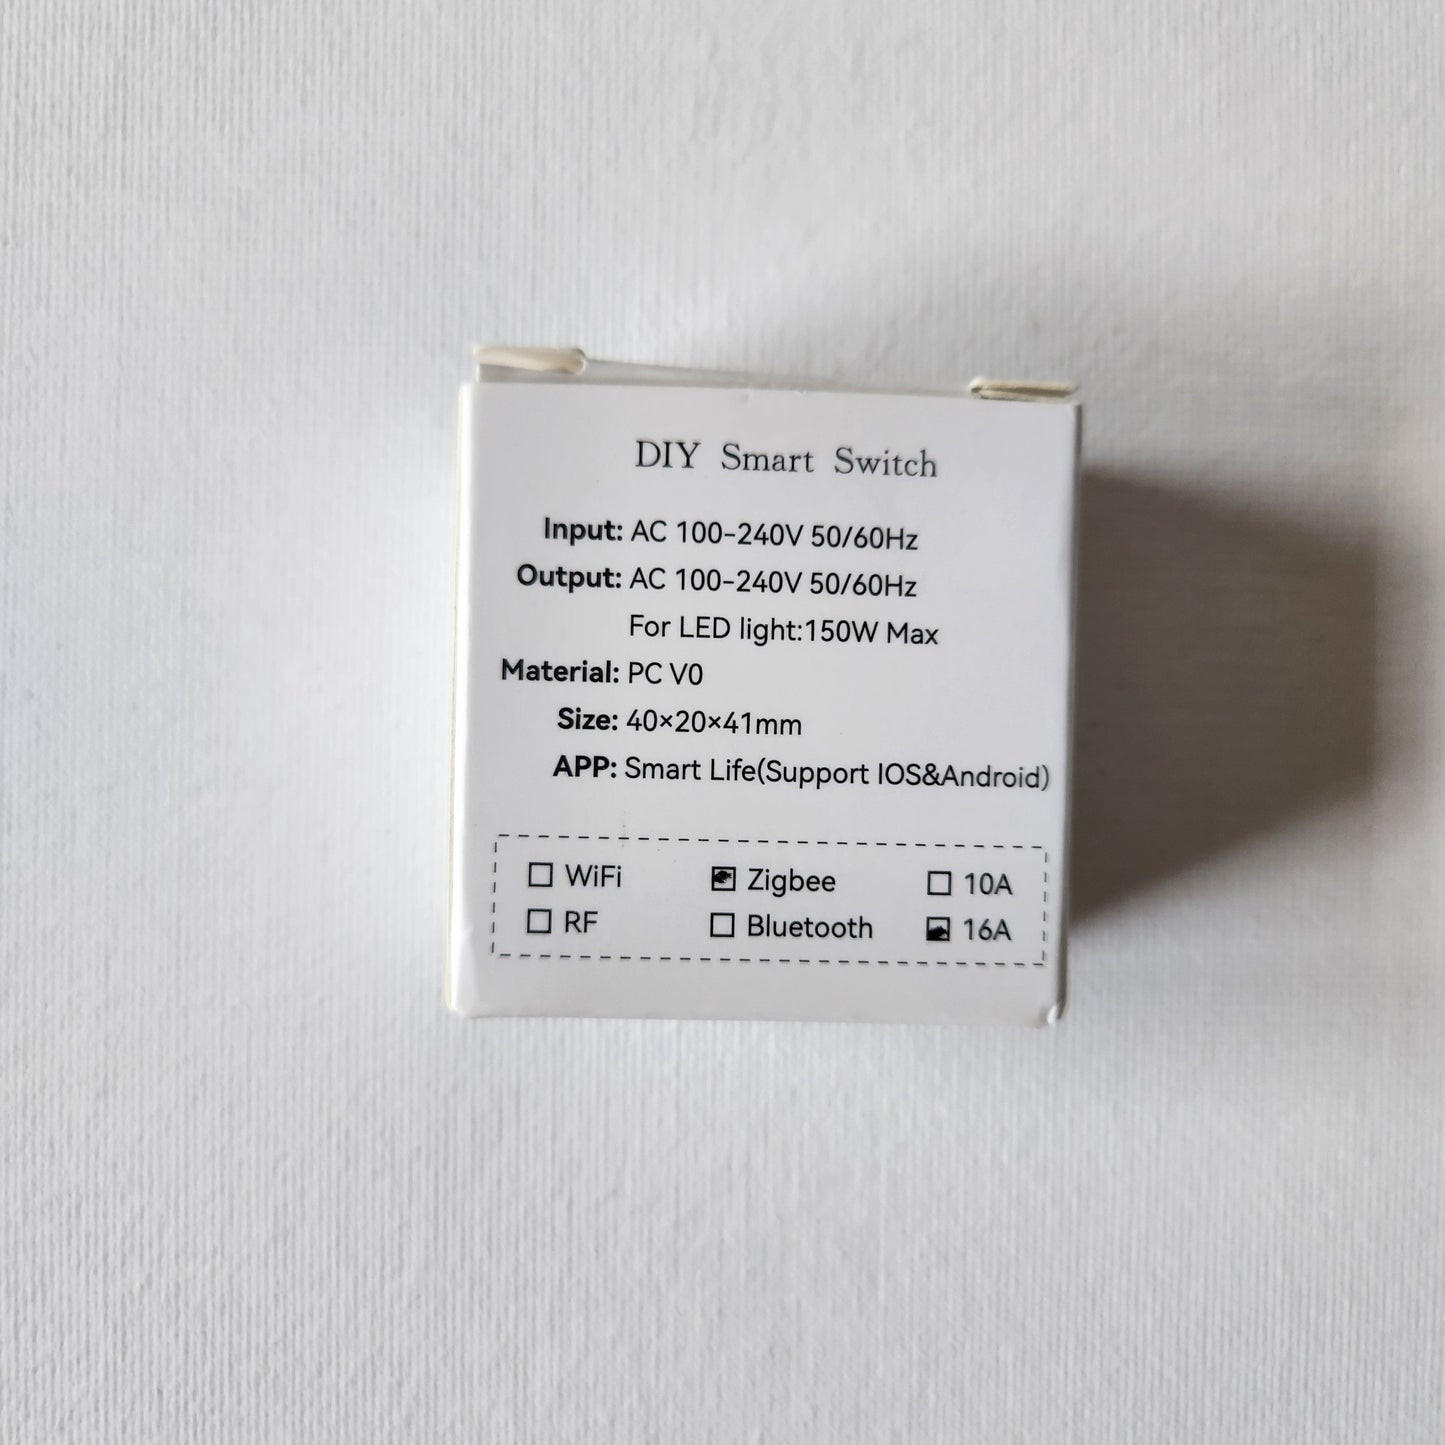 DIY Smart Switch
Input: AC 100-240V 50/60Hz
Output: AC 100-240V 50/60Hz
For LED light:150W Max
Material: PC V0
Size: 40×20×41mm
APP: Smart Life(Support IOS&Android)
WiFi Zigbee 10A
RF Bluetooth 16A